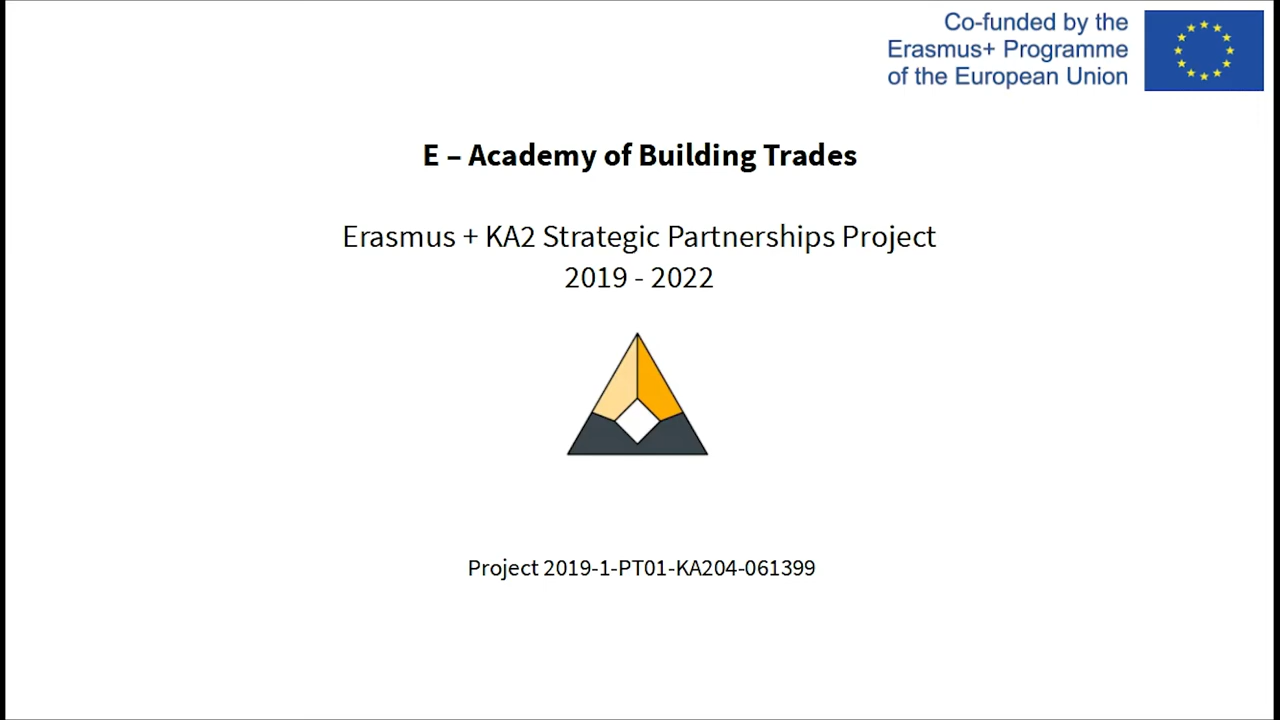 Co-funded by the
Erasmus+ Programme
of the European Union
E – Academy of Building Trades
Erasmus + KA2 Strategic Partnerships Project
2019 - 2022
Project 2019-1-PT01-KA204-061399